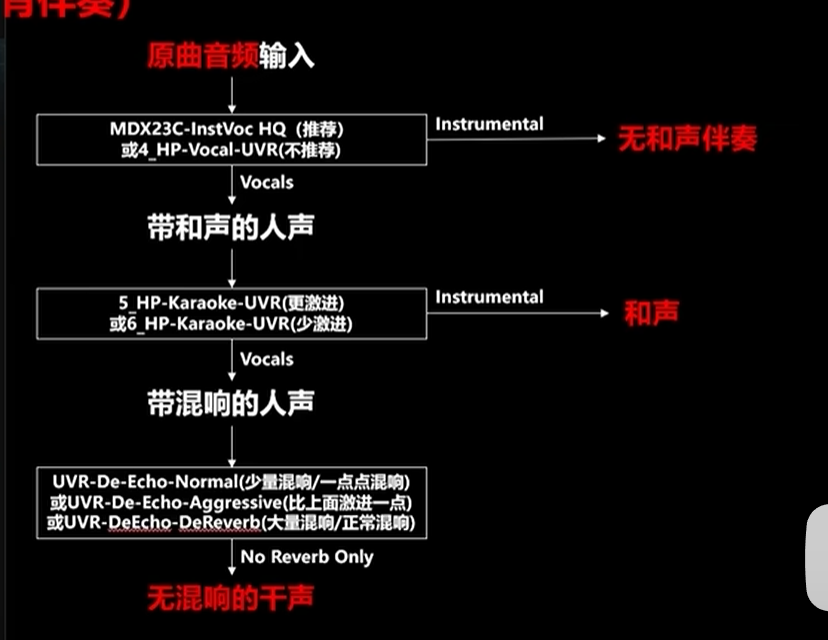 有伴奏）
原曲音频输入
MDX23C-InstVoc HQ（推荐）
或4_HP-Vocal-UVR(不推荐)
Instrumental
无和声伴奏
Vocals
带和声的人声
5_HP-Karaoke-UVR(更激进)
或6_HP-Karaoke-UVR(少激进)
Instrumental
和声
Vocals
带混响的人声
UVR-De-Echo-Normal(少量混响/一点点混响)
或UVR-De-Echo-Aggressive(比上面激进一点)
或UVR-DeEcho-DeReverb(大量混响/正常混响)
No Reverb Only
无混响的干声